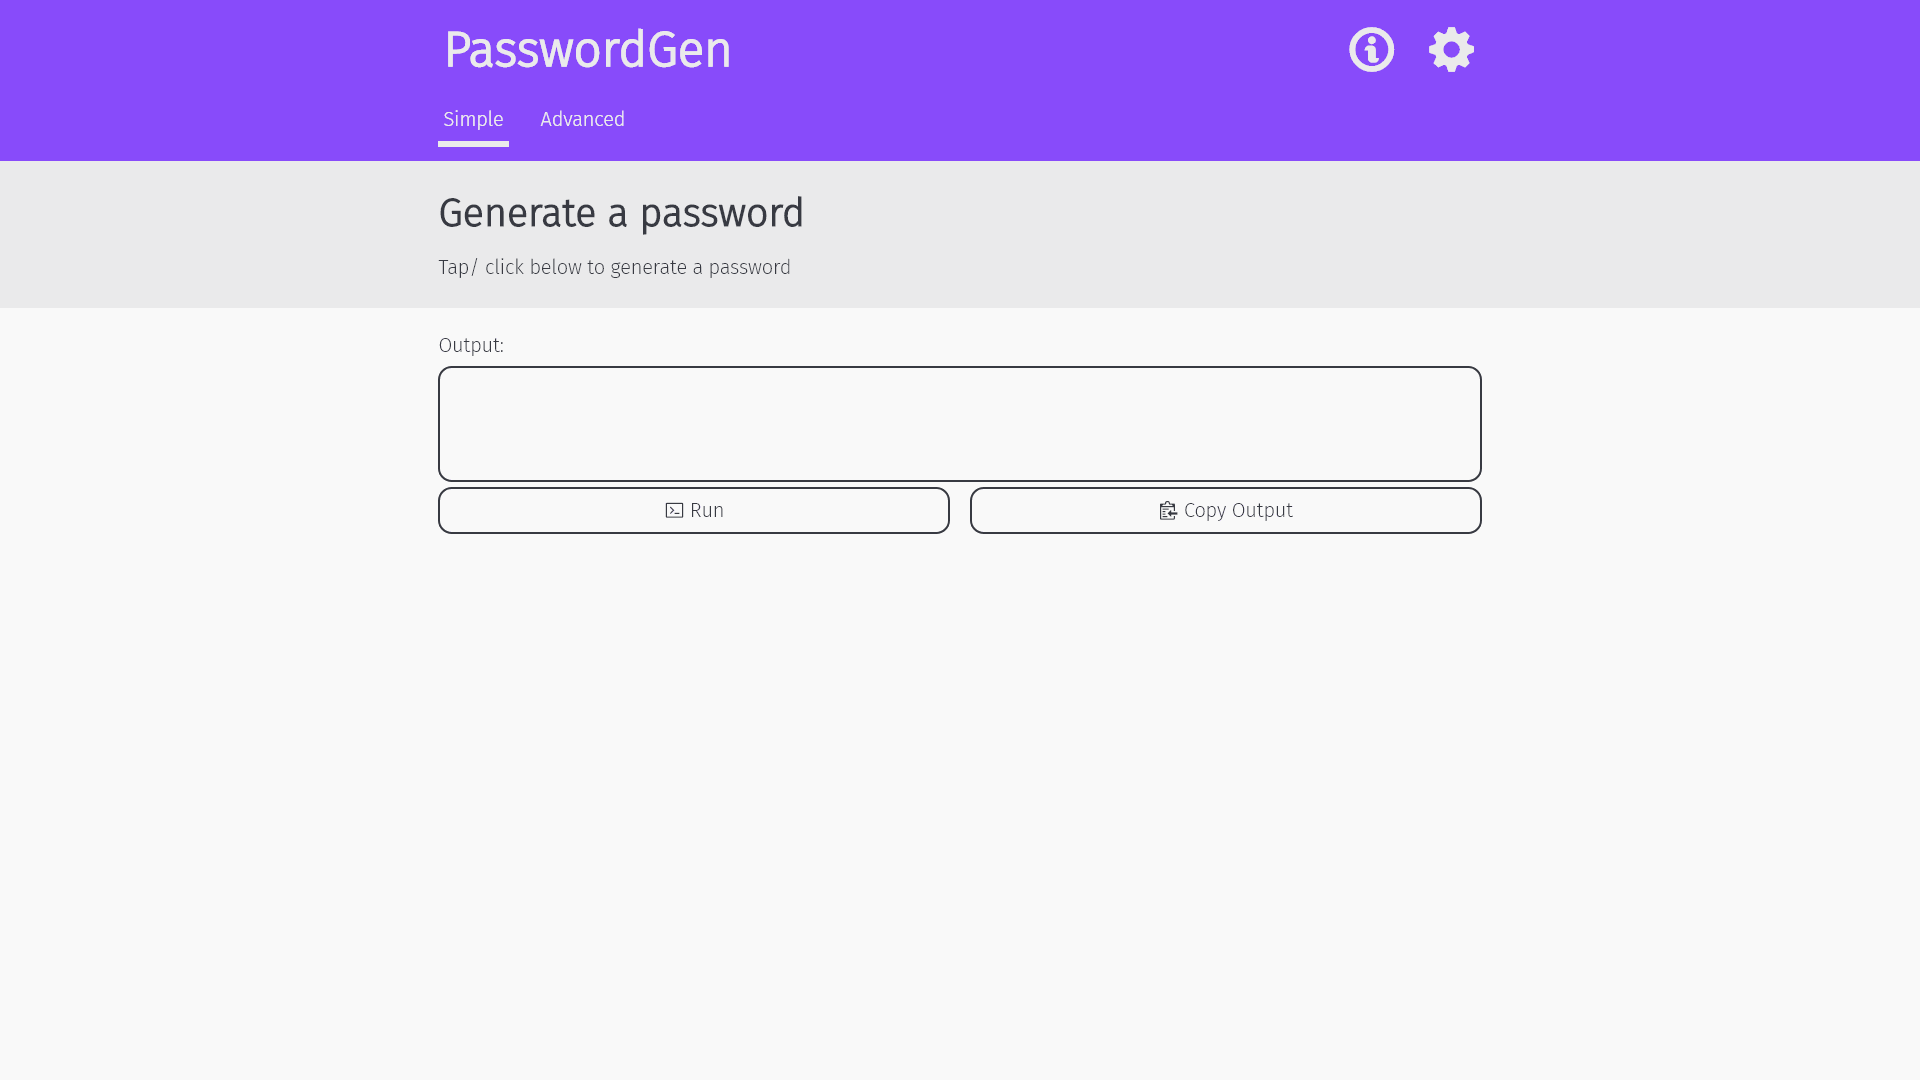 PasswordGen
Simple Advanced
Generate a password
Tap/ click below to generate a password
Output:
Run Copy Output